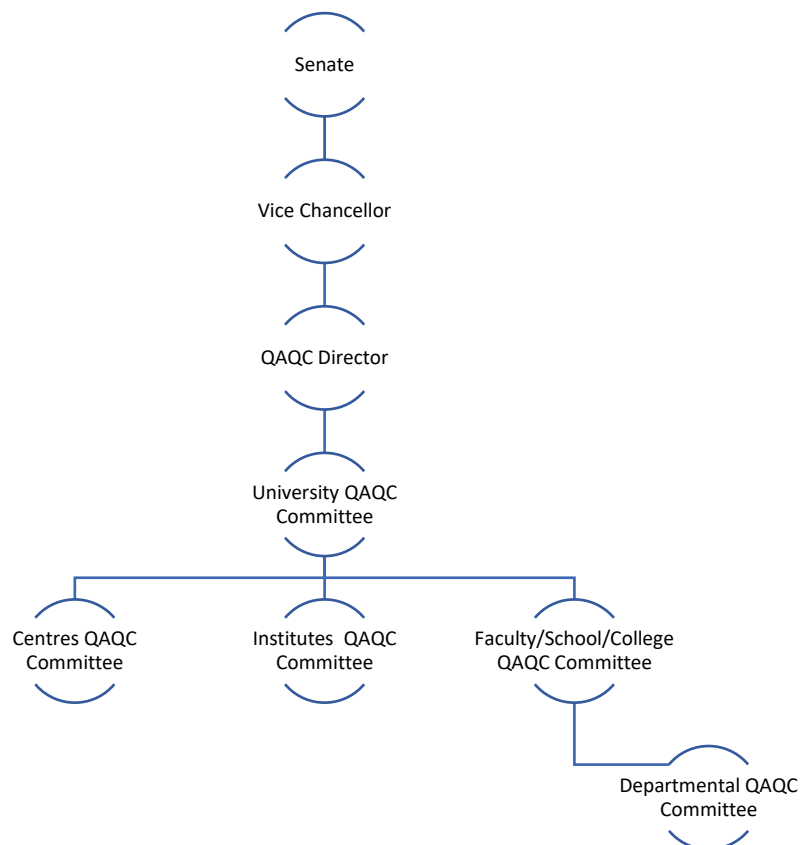 Senate
Vice Chancellor
QAQC Director
University QAQC
Committee
Centres QAQC
Committee
Institutes  QAQC
Committee
Faculty/School/College
QAQC Committee
Departmental QAQC
Committee